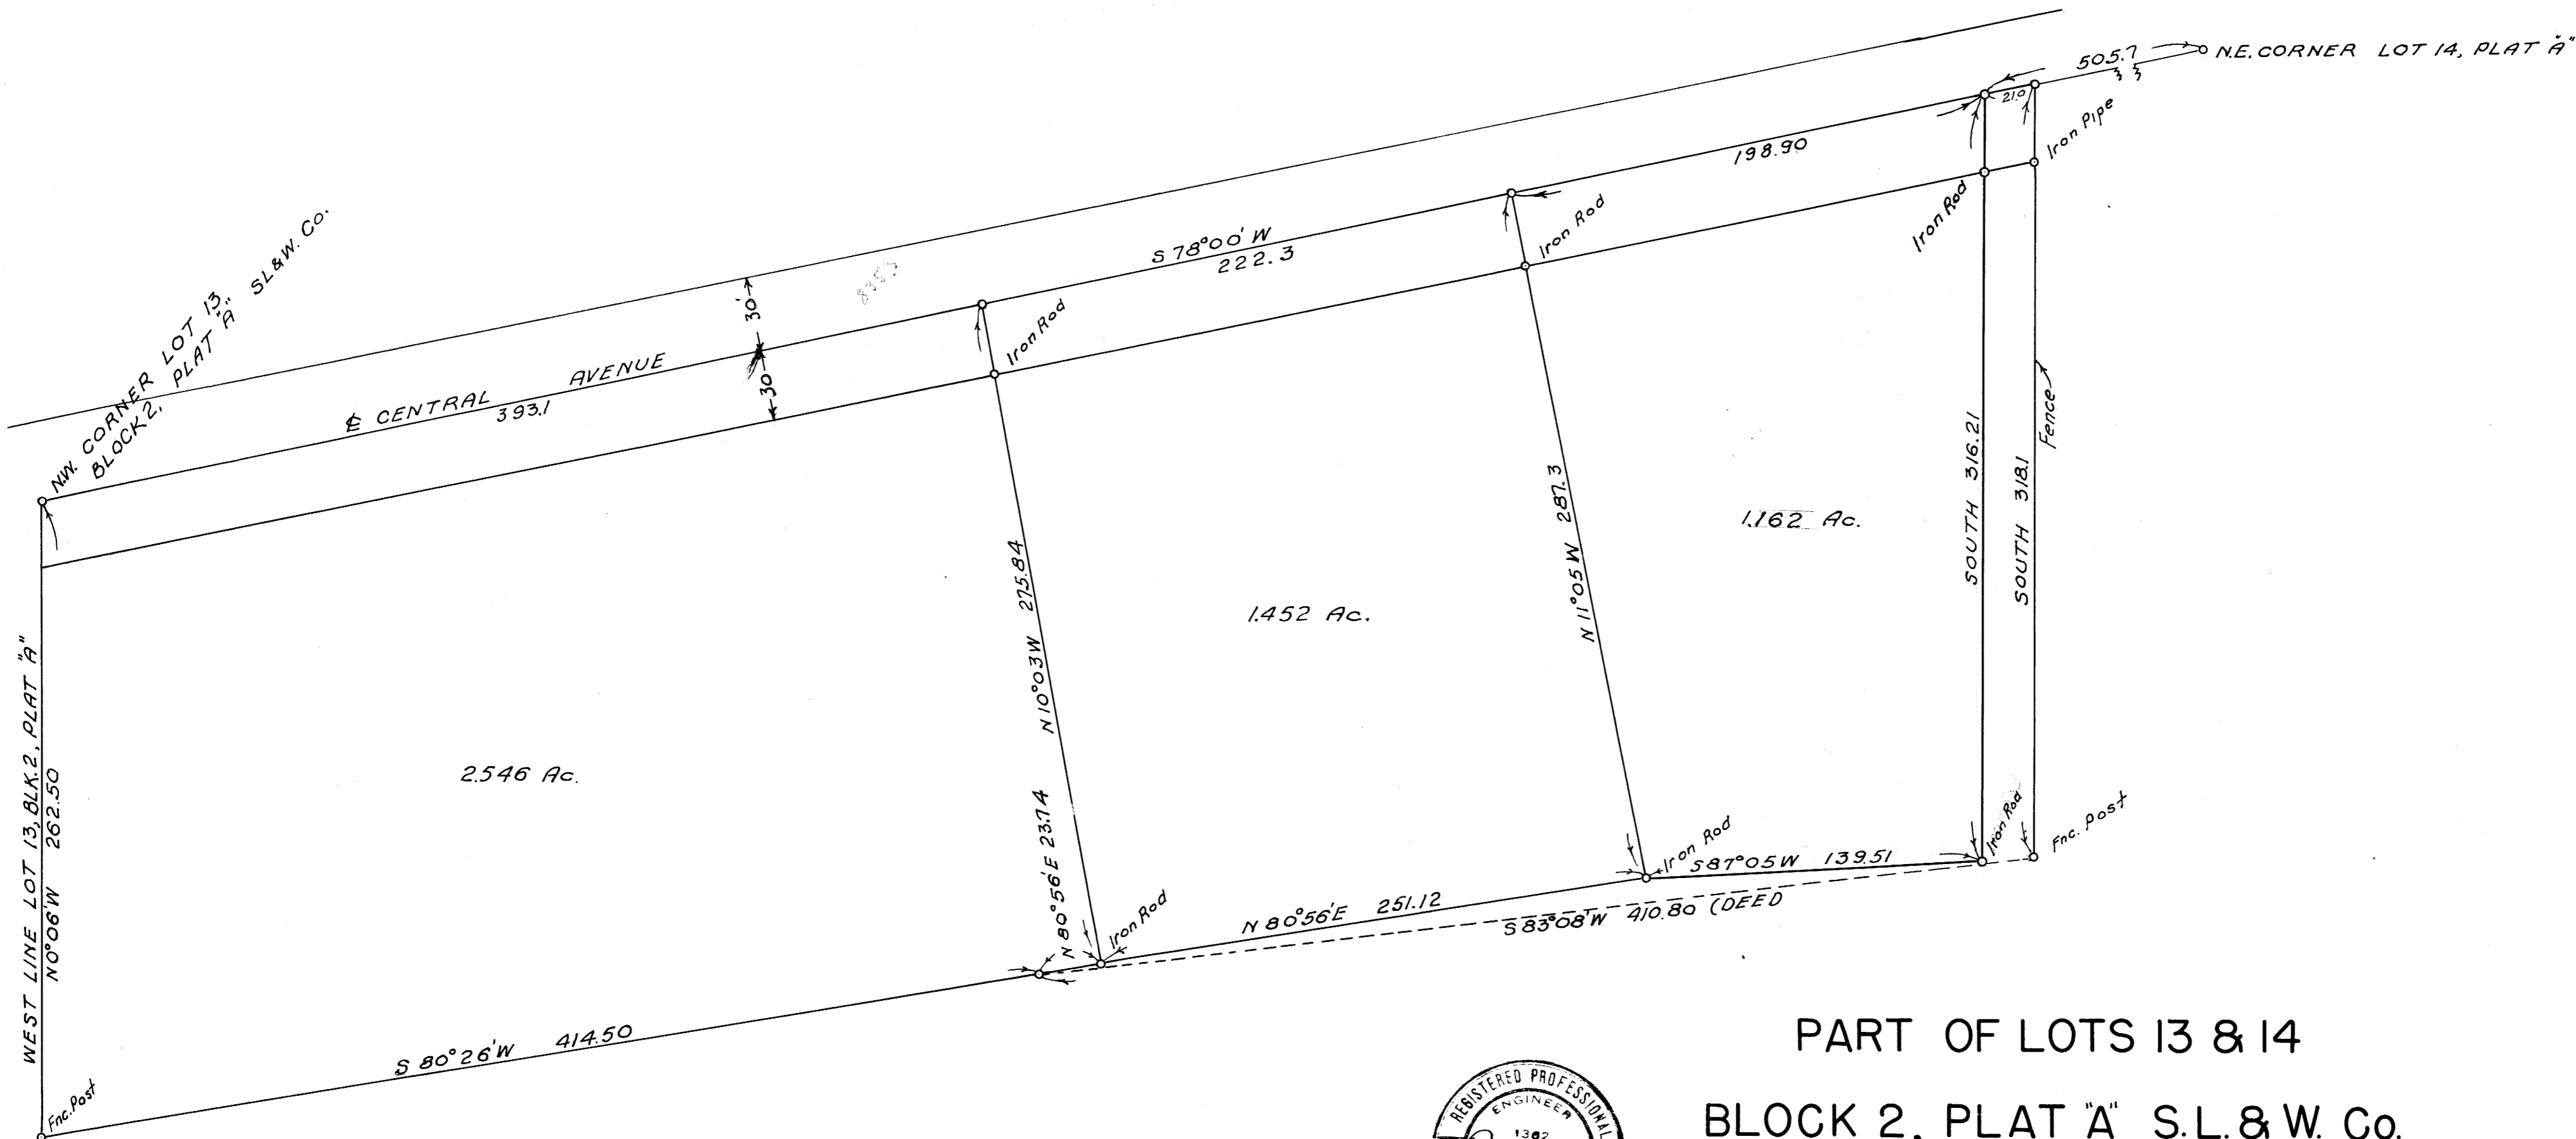 505.7
N.E. CORNER LOT 14, PLAT "A"
21.0
Iron Pipe
198.90
Iron Rod
Iron Rod
S 78°00' W
222.3
Iron Rod
30'
30
℄ CENTRAL AVENUE
393.1
N.W. CORNER LOT 13,
BLOCK 2, PLAT "A" S L & W. Co.
WEST LINE LOT 13, BLK. 2, PLAT "A"
N 0°06' W 262.50
2.546 Ac.
N 10°03 W 275.84
1.452 Ac.
N 11°05 W 287.3
1.162 Ac.
SOUTH 316.21
SOUTH 318.1
Fence
N 80°56' E 23.74
Iron Rod
N 80°56' E 251.12
Iron Rod
S 87°05 W 139.51
Iron Rod
Fnc. Post
S 83°08' W 410.80 (DEED
S 80°26' W 414.50
Fnc. Post
REGISTERED PROFESSIONAL
ENGINEER
PART OF LOTS 13 & 14
BLOCK 2, PLAT "A" S. L. & W. Co.